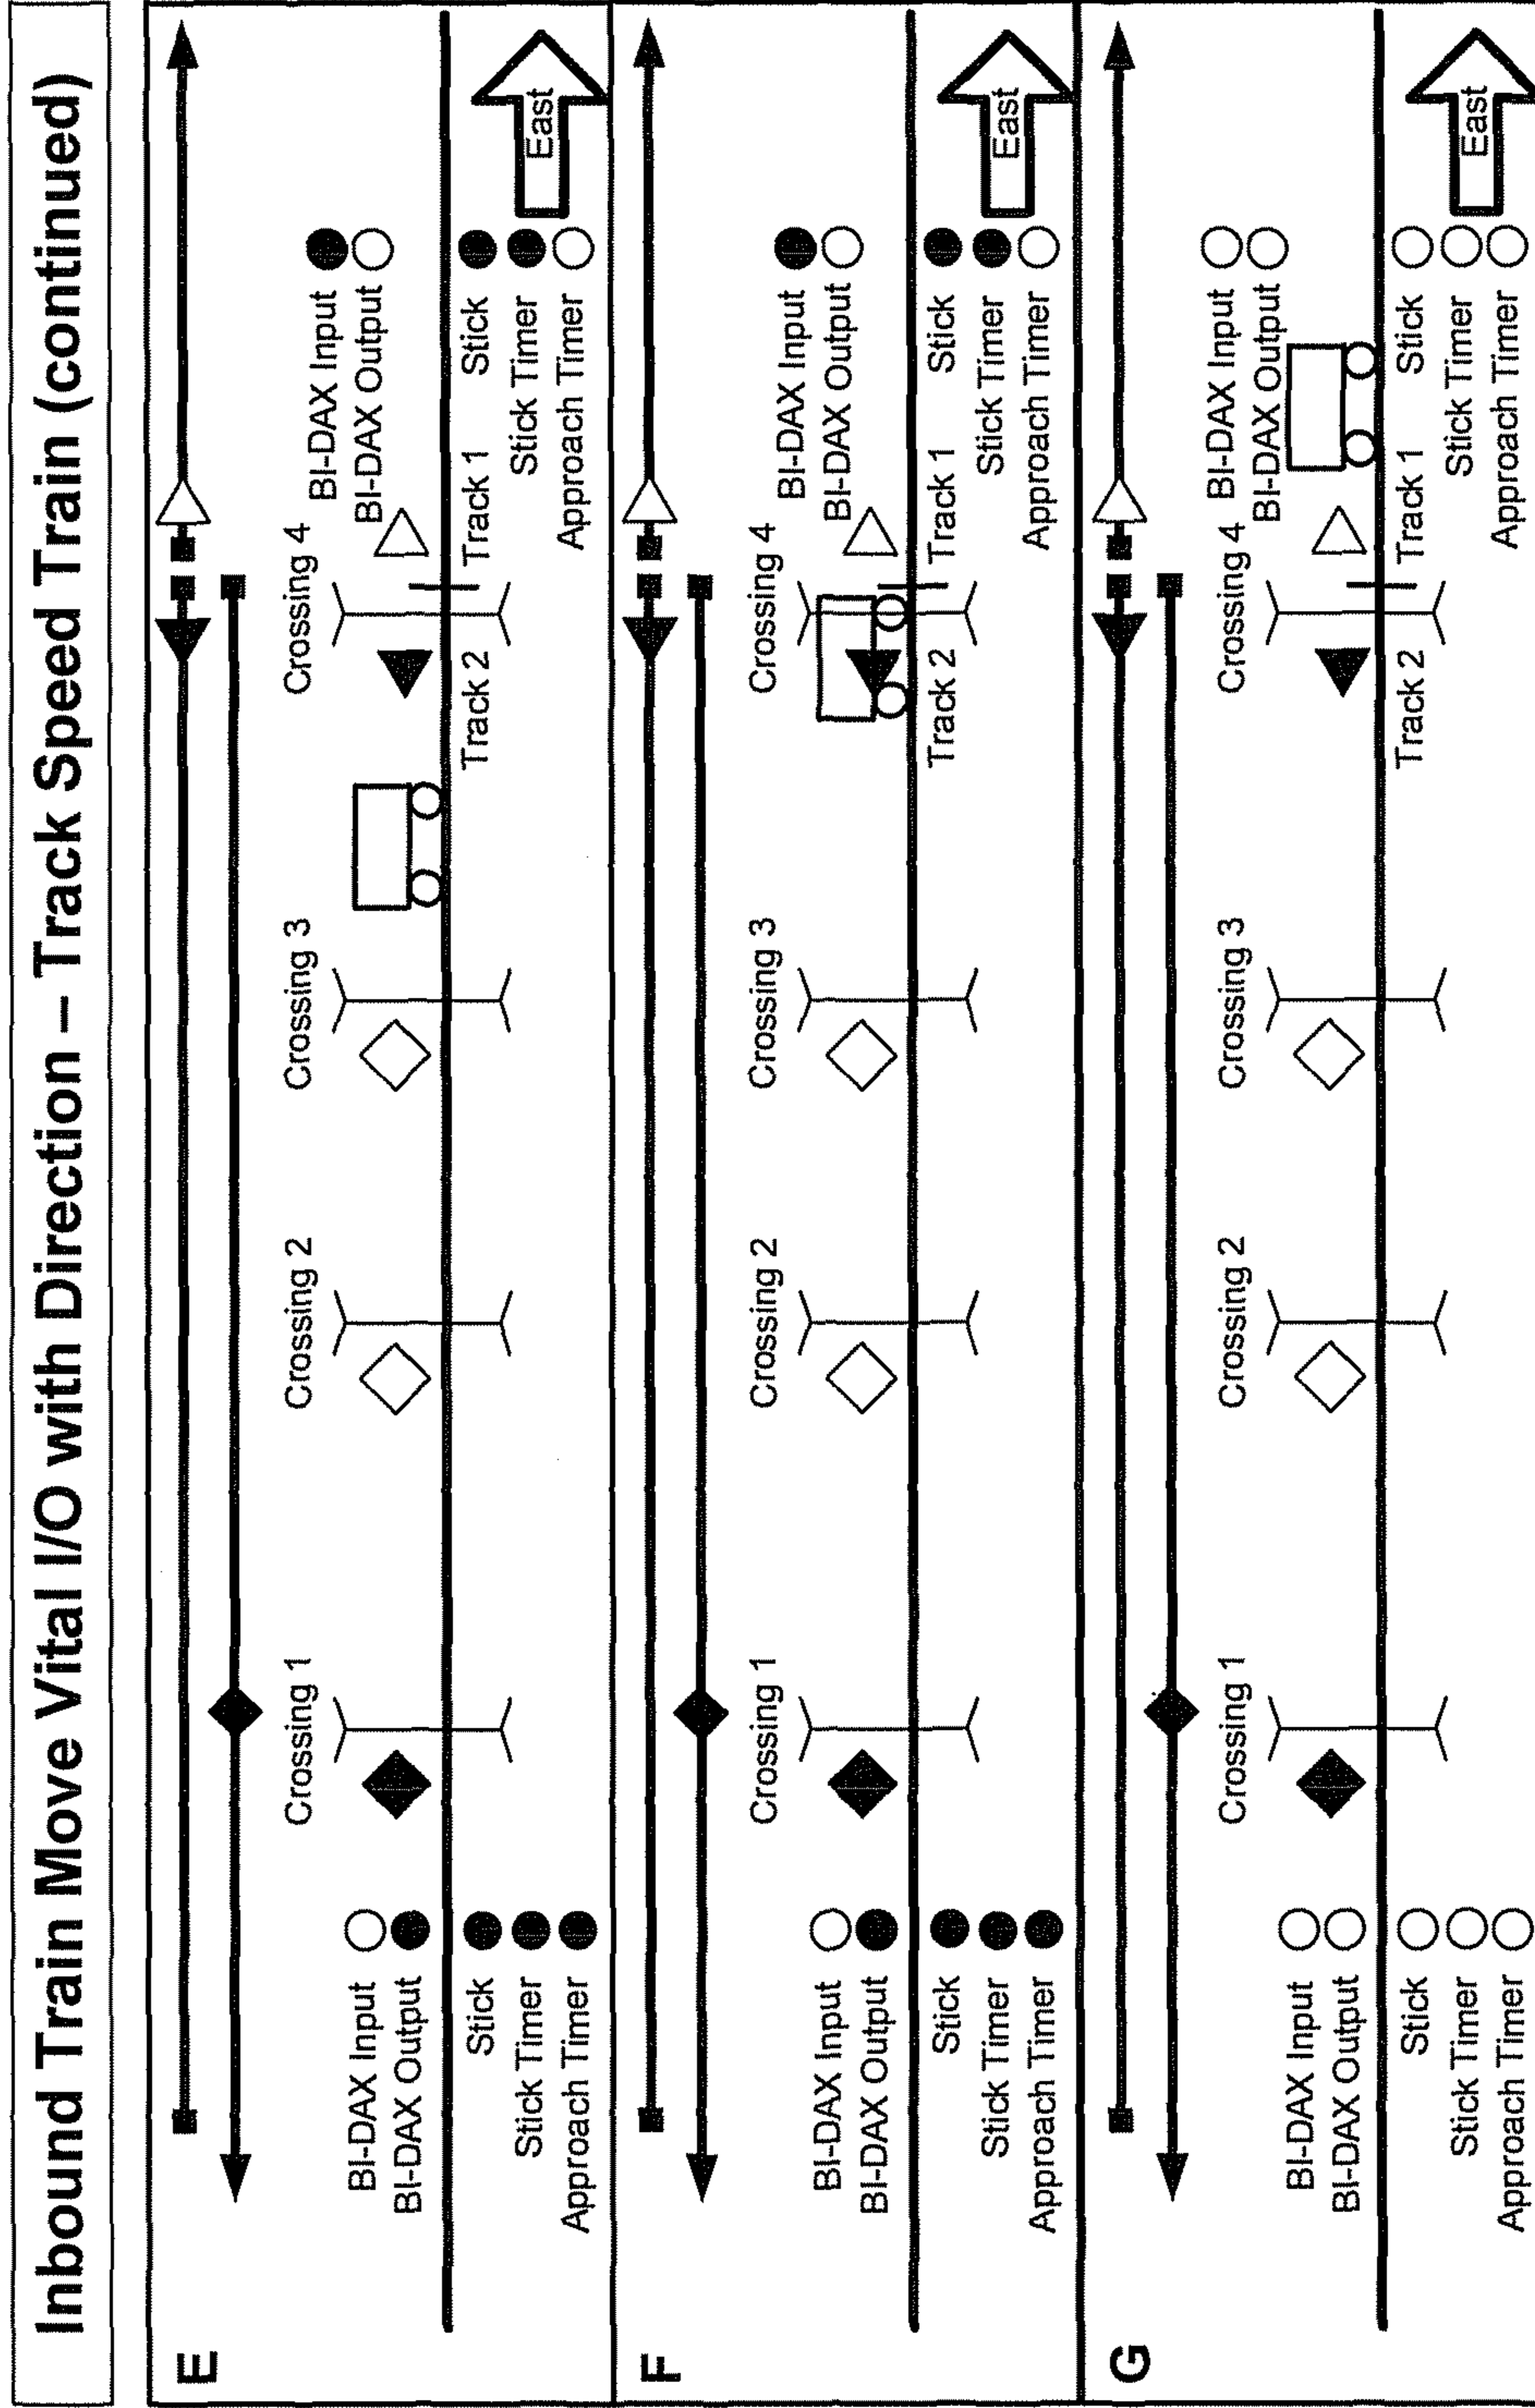 Inbound Train Move Vital I/O with Direction – Track Speed Train (continued)
E
Crossing 1
Crossing 2
Crossing 3
Crossing 4
BI-DAX Input
BI-DAX Output
BI-DAX Input
BI-DAX Output
Stick
Stick Timer
Approach Timer
Track 2
Track 1
Stick
Stick Timer
Approach Timer
East
F
Crossing 1
Crossing 2
Crossing 3
Crossing 4
BI-DAX Input
BI-DAX Output
BI-DAX Input
BI-DAX Output
Stick
Stick Timer
Approach Timer
Track 2
Track 1
Stick
Stick Timer
Approach Timer
East
G
Crossing 1
Crossing 2
Crossing 3
Crossing 4
BI-DAX Input
BI-DAX Output
BI-DAX Input
BI-DAX Output
Stick
Stick Timer
Approach Timer
Track 2
Track 1
Stick
Stick Timer
Approach Timer
East